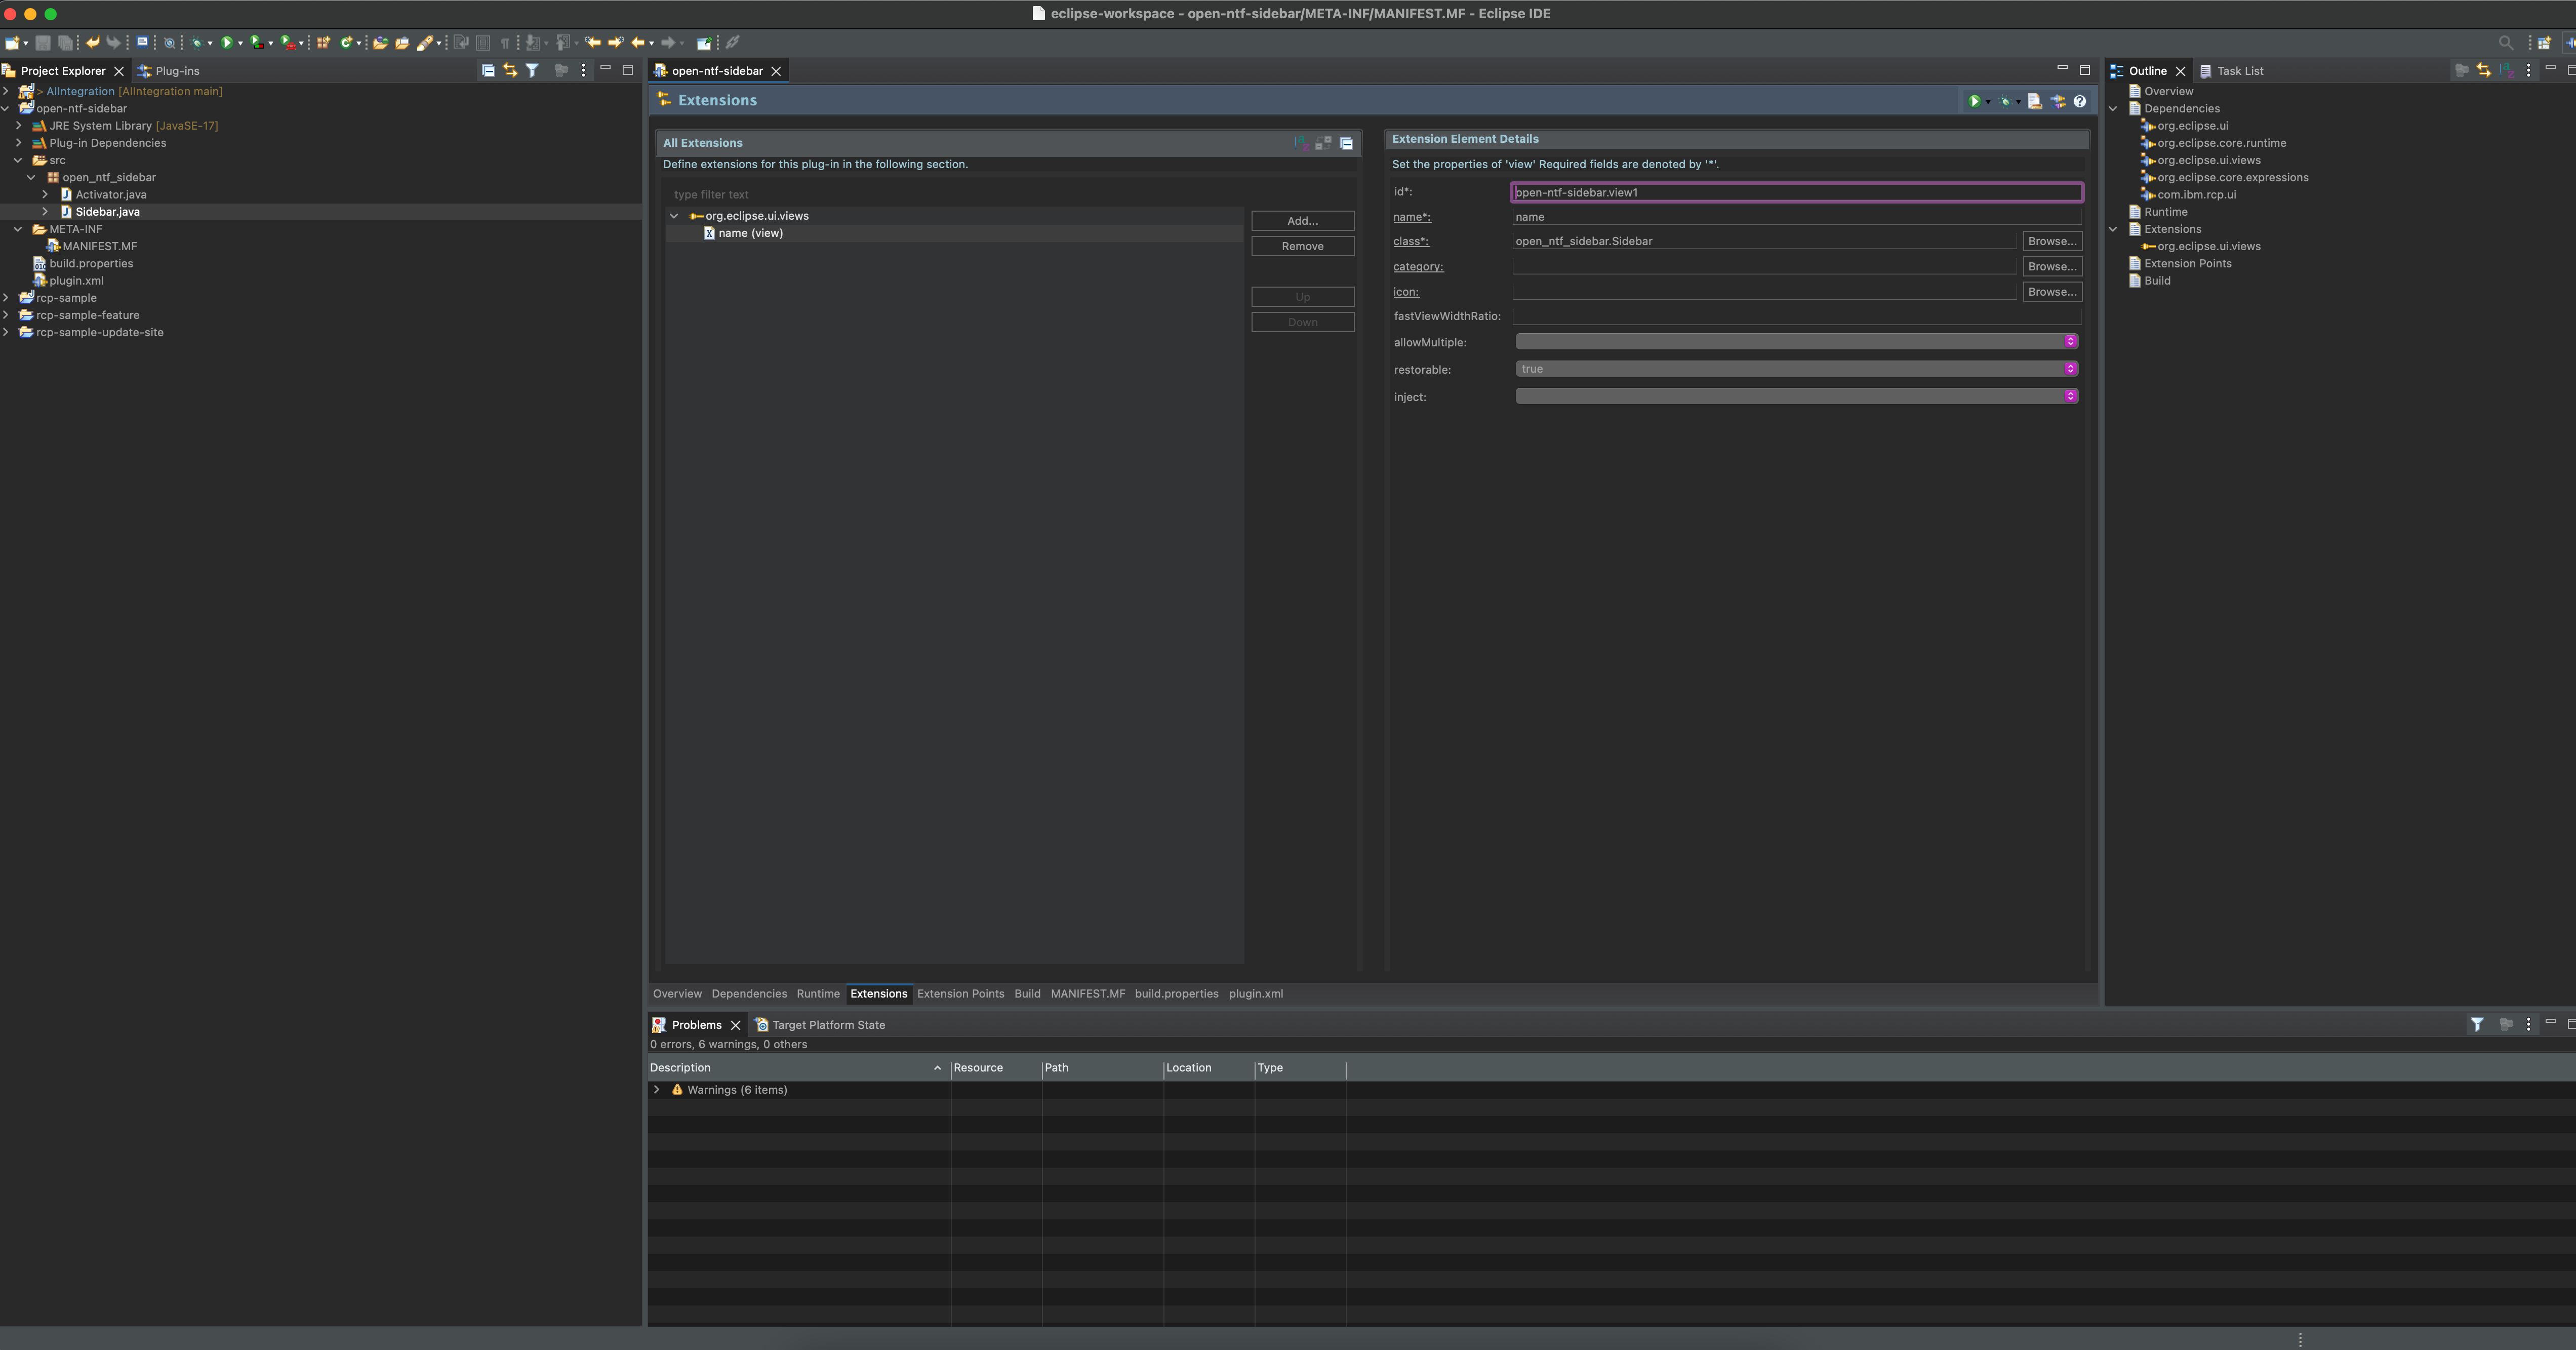 eclipse-workspace - open-ntf-sidebar/META-INF/MANIFEST.MF - Eclipse IDE
Project Explorer
Plug-ins
> AIIntegration [AIIntegration main]
open-ntf-sidebar
JRE System Library [JavaSE-17]
Plug-in Dependencies
src
open_ntf_sidebar
Activator.java
Sidebar.java
META-INF
MANIFEST.MF
build.properties
plugin.xml
rcp-sample
rcp-sample-feature
rcp-sample-update-site
open-ntf-sidebar
Extensions
All Extensions
Define extensions for this plug-in in the following section.
type filter text
org.eclipse.ui.views
name (view)
Add...
Remove
Up
Down
Extension Element Details
Set the properties of 'view' Required fields are denoted by '*'.
id*: open-ntf-sidebar.view1
name*: name
class*: open_ntf_sidebar.Sidebar Browse...
category: Browse...
icon: Browse...
fastViewWidthRatio:
allowMultiple:
restorable: true
inject:
Overview Dependencies Runtime Extensions Extension Points Build MANIFEST.MF build.properties plugin.xml
Outline
Task List
Overview
Dependencies
org.eclipse.ui
org.eclipse.core.runtime
org.eclipse.ui.views
org.eclipse.core.expressions
com.ibm.rcp.ui
Runtime
Extensions
org.eclipse.ui.views
Extension Points
Build
Problems
Target Platform State
0 errors, 6 warnings, 0 others
Description Resource Path Location Type
Warnings (6 items)